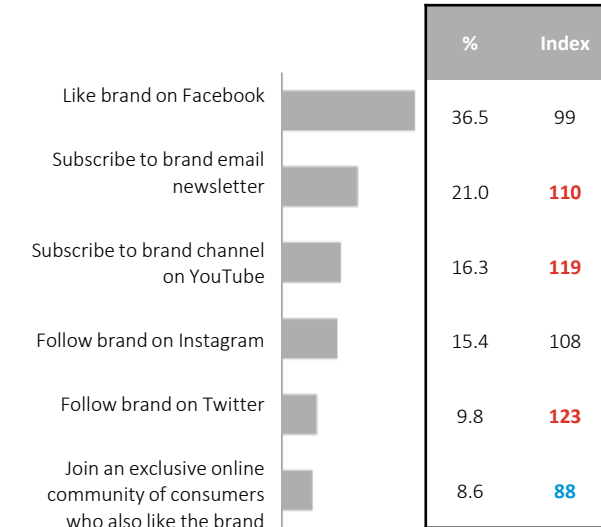 % Index
Like brand on Facebook 36.5 99
Subscribe to brand email
newsletter 21.0 110
Subscribe to brand channel
on YouTube 16.3 119
Follow brand on Instagram 15.4 108
Follow brand on Twitter 9.8 123
Join an exclusive online
community of consumers 8.6 88
who also like the brand